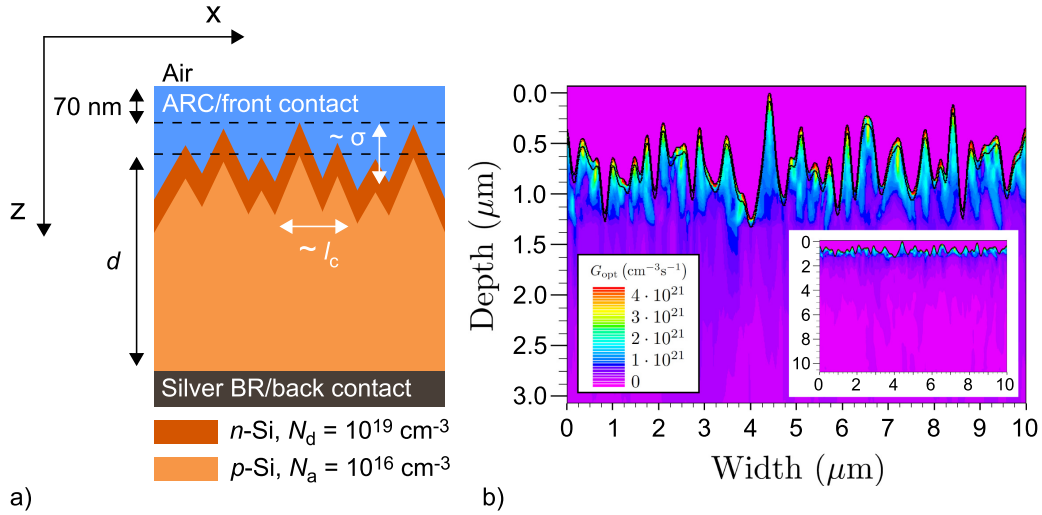 x
Air
70 nm
ARC/front contact
~ σ
z
d
~ lc
Silver BR/back contact
n-Si, Nd = 10^19 cm-3
p-Si, Na = 10^16 cm-3
a)
0.0
0.5
1.0
1.5
2.0
2.5
3.0
Depth (μm)
Gopt (cm^−3s^−1)
4 · 10^21
3 · 10^21
2 · 10^21
1 · 10^21
0
0
2
4
6
8
10
0 2 4 6 8 10
0 1 2 3 4 5 6 7 8 9 10
Width (μm)
b)